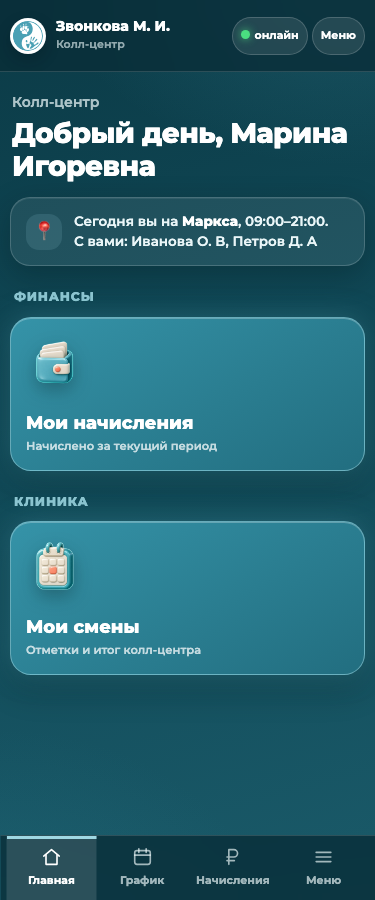 Звонкова М. И.
Колл-центр
онлайн
Меню
Колл-центр
Добрый день, Марина
Игоревна
Сегодня вы на Маркса, 09:00–21:00.
С вами: Иванова О. В, Петров Д. А
ФИНАНСЫ
Мои начисления
Начислено за текущий период
КЛИНИКА
Мои смены
Отметки и итог колл-центра
Главная
График
Начисления
Меню